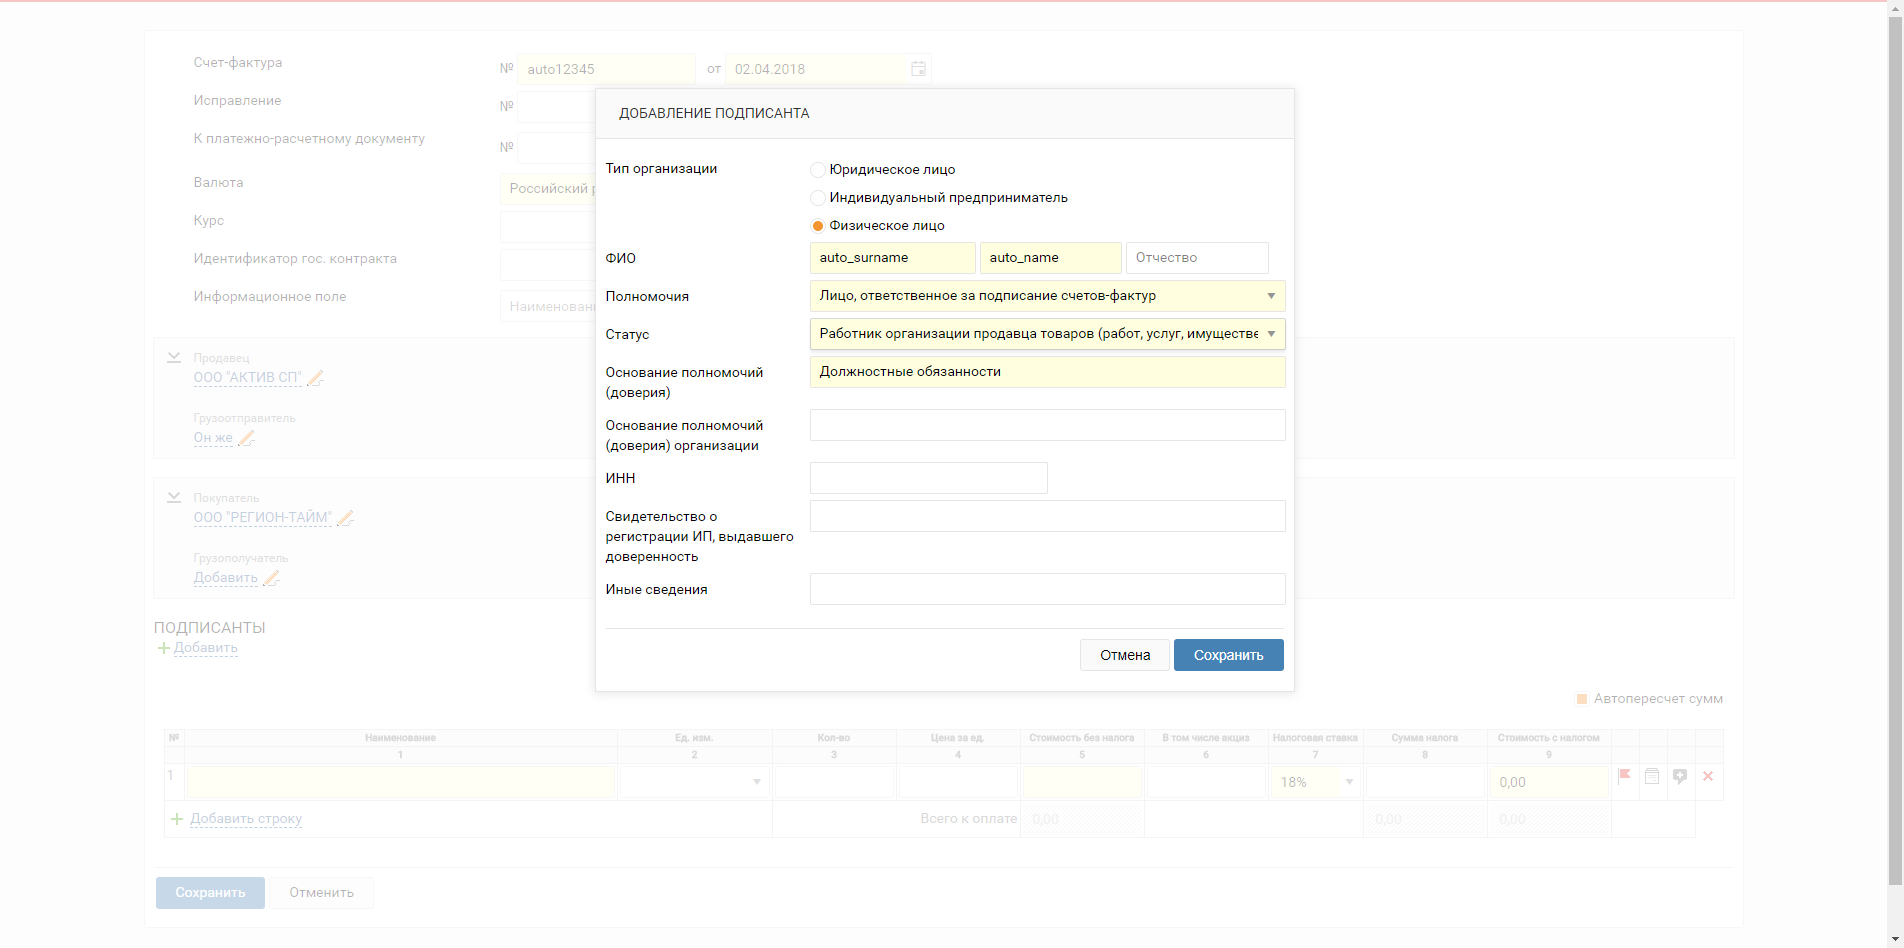 Счет-фактура
№ auto12345 от 02.04.2018
Исправление
№
К платежно-расчетному документу
№
Валюта
Российский
Курс
Идентификатор гос. контракта
Информационное поле
Продавец
ООО "АКТИВ СП"
Грузоотправитель
Он же
Покупатель
ООО "РЕГИОН-ТАЙМ"
Грузополучатель
Добавить
ДОБАВЛЕНИЕ ПОДПИСАНТА
Тип организации
Юридическое лицо
Индивидуальный предприниматель
Физическое лицо
ФИО auto_surname auto_name Отчество
Полномочия Лицо, ответственное за подписание счетов-фактур
Статус Работник организации продавца товаров (работ, услуг, имуществе
Основание полномочий
(доверия)
Должностные обязанности
Основание полномочий
(доверия) организации
ИНН
Свидетельство о
регистрации ИП, выдавшего
доверенность
Иные сведения
Отмена Сохранить
ПОДПИСАНТЫ
Добавить
Автопересчет сумм
№ Наименование Ед. изм. Кол-во Цена за ед. Стоимость без налога В том числе акциз Налоговая ставка Сумма налога Стоимость с налогом
1 2 3 4 5 6 7 8 9
1 18% 0,00
Добавить строку Всего к оплате 0,00 0,00 0,00
Сохранить Отменить